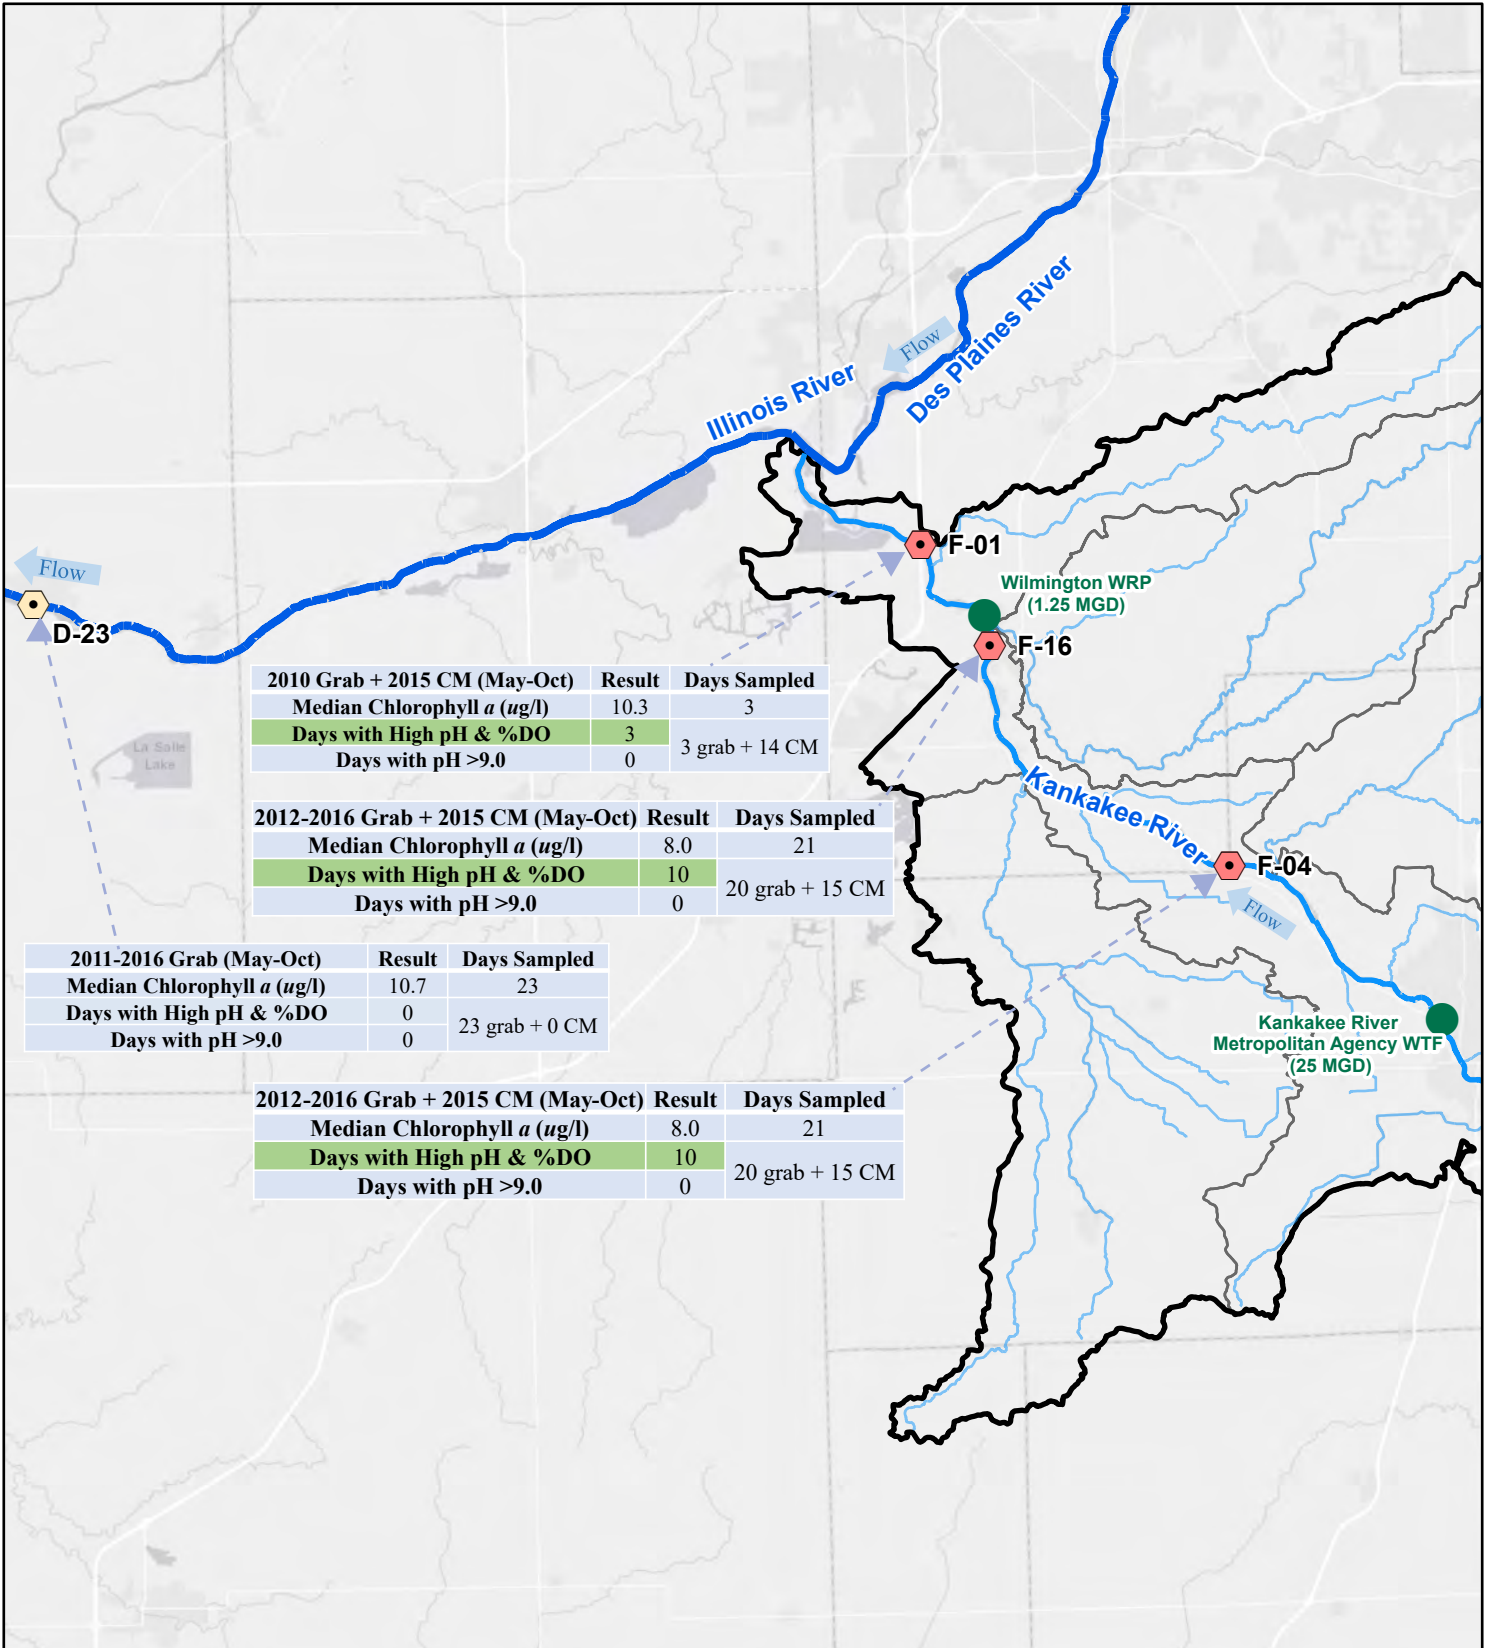 Flow
Des Plaines River
Illinois River
F-01
Wilmington WRP
(1.25 MGD)
Flow
D-23
F-16
2010 Grab + 2015 CM (May-Oct) Result Days Sampled
Median Chlorophyll a (ug/l) 10.3 3
Days with High pH & %DO 3 3 grab + 14 CM
Days with pH >9.0 0
La Salle
Lake
Kankakee River
2012-2016 Grab + 2015 CM (May-Oct) Result Days Sampled
Median Chlorophyll a (ug/l) 8.0 21
Days with High pH & %DO 10 20 grab + 15 CM
Days with pH >9.0 0
F-04
Flow
2011-2016 Grab (May-Oct) Result Days Sampled
Median Chlorophyll a (ug/l) 10.7 23
Days with High pH & %DO 0 23 grab + 0 CM
Days with pH >9.0 0
Kankakee River
Metropolitan Agency WTF
(25 MGD)
2012-2016 Grab + 2015 CM (May-Oct) Result Days Sampled
Median Chlorophyll a (ug/l) 8.0 21
Days with High pH & %DO 10 20 grab + 15 CM
Days with pH >9.0 0